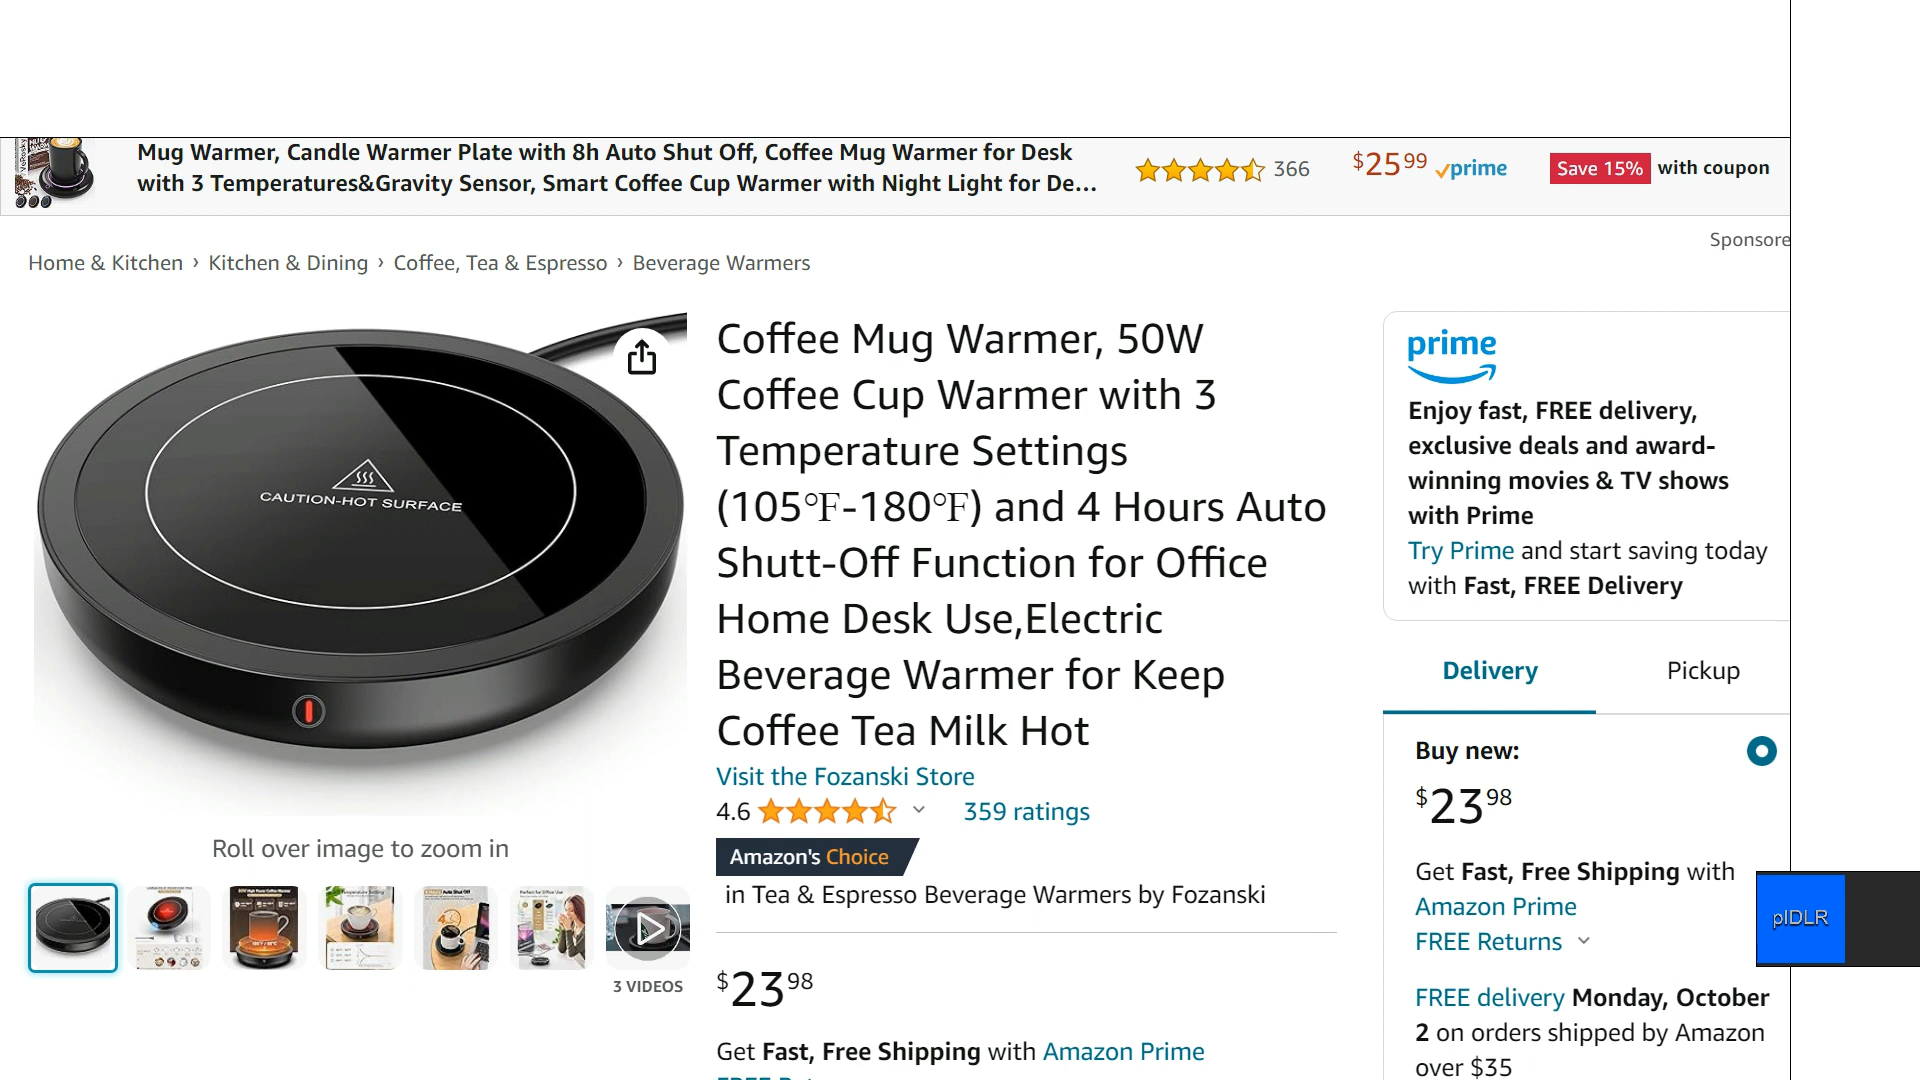 Mug Warmer, Candle Warmer Plate with 8h Auto Shut Off, Coffee Mug Warmer for Desk
with 3 Temperatures&Gravity Sensor, Smart Coffee Cup Warmer with Night Light for De...
366
$25 99 prime
Save 15% with coupon
Sponsore
Home & Kitchen › Kitchen & Dining › Coffee, Tea & Espresso › Beverage Warmers
CAUTION-HOT SURFACE
Roll over image to zoom in
3 VIDEOS
Coffee Mug Warmer, 50W
Coffee Cup Warmer with 3
Temperature Settings
(105℉-180℉) and 4 Hours Auto
Shutt-Off Function for Office
Home Desk Use,Electric
Beverage Warmer for Keep
Coffee Tea Milk Hot
Visit the Fozanski Store
4.6 359 ratings
Amazon's Choice
in Tea & Espresso Beverage Warmers by Fozanski
$23 98
Get Fast, Free Shipping with Amazon Prime
prime
Enjoy fast, FREE delivery,
exclusive deals and award-
winning movies & TV shows
with Prime
Try Prime and start saving today
with Fast, FREE Delivery
Delivery Pickup
Buy new:
$23 98
Get Fast, Free Shipping with
Amazon Prime
FREE Returns
FREE delivery Monday, October
2 on orders shipped by Amazon
over $35
pIDLR